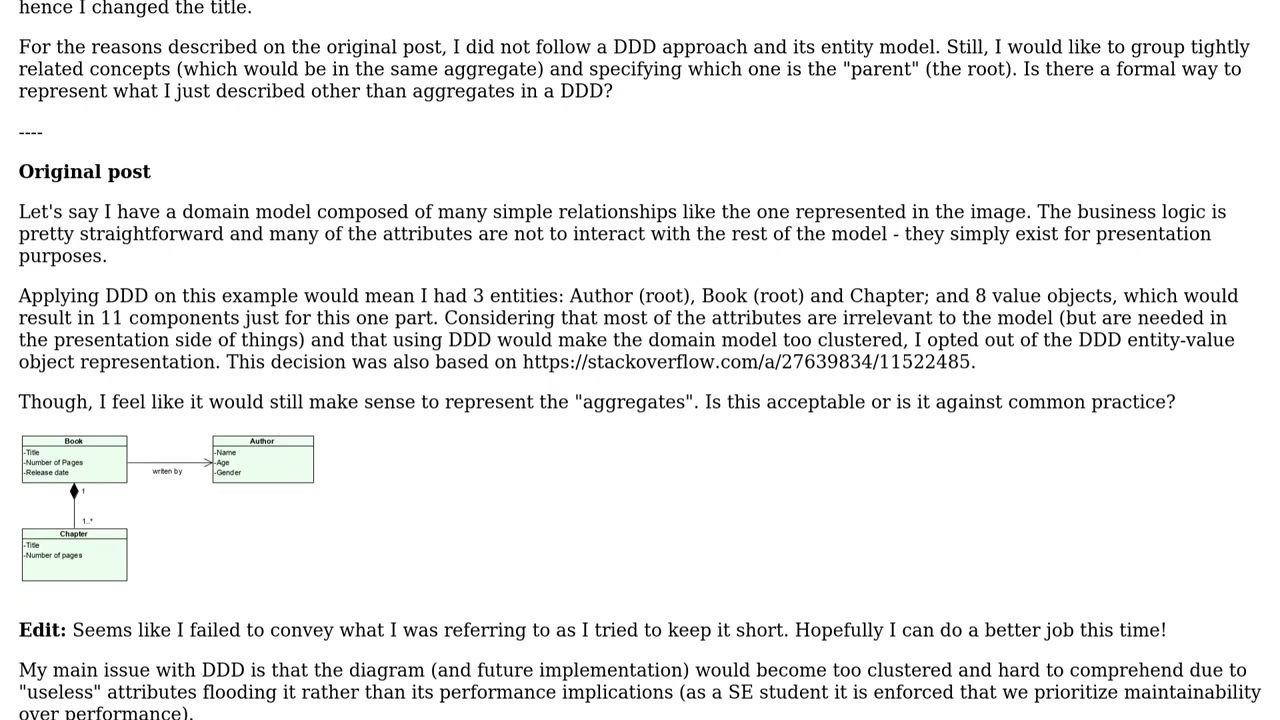 hence I changed the title.
For the reasons described on the original post, I did not follow a DDD approach and its entity model. Still, I would like to group tightly
related concepts (which would be in the same aggregate) and specifying which one is the "parent" (the root). Is there a formal way to
represent what I just described other than aggregates in a DDD?
----
Original post
Let's say I have a domain model composed of many simple relationships like the one represented in the image. The business logic is
pretty straightforward and many of the attributes are not to interact with the rest of the model - they simply exist for presentation
purposes.
Applying DDD on this example would mean I had 3 entities: Author (root), Book (root) and Chapter; and 8 value objects, which would
result in 11 components just for this one part. Considering that most of the attributes are irrelevant to the model (but are needed in
the presentation side of things) and that using DDD would make the domain model too clustered, I opted out of the DDD entity-value
object representation. This decision was also based on https://stackoverflow.com/a/27639834/11522485.
Though, I feel like it would still make sense to represent the "aggregates". Is this acceptable or is it against common practice?
Book
-Title
-Number of Pages
-Release date
writen by
Author
-Name
-Age
-Gender
1
1..*
Chapter
-Title
-Number of pages
Edit: Seems like I failed to convey what I was referring to as I tried to keep it short. Hopefully I can do a better job this time!
My main issue with DDD is that the diagram (and future implementation) would become too clustered and hard to comprehend due to
"useless" attributes flooding it rather than its performance implications (as a SE student it is enforced that we prioritize maintainability
over performance).